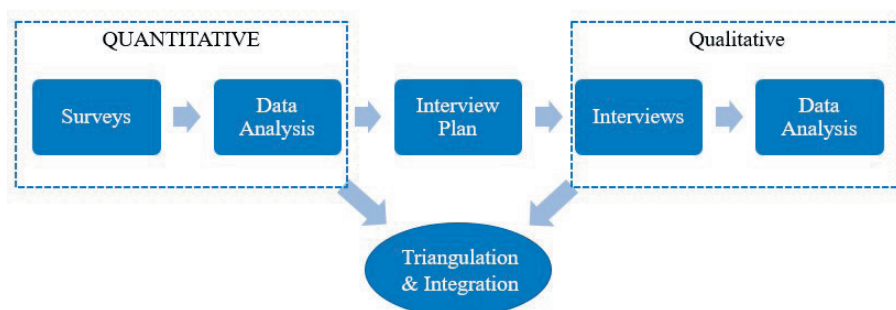 QUANTITATIVE
Qualitative
Surveys
Data
Analysis
Interview
Plan
Interviews
Data
Analysis
Triangulation
& Integration